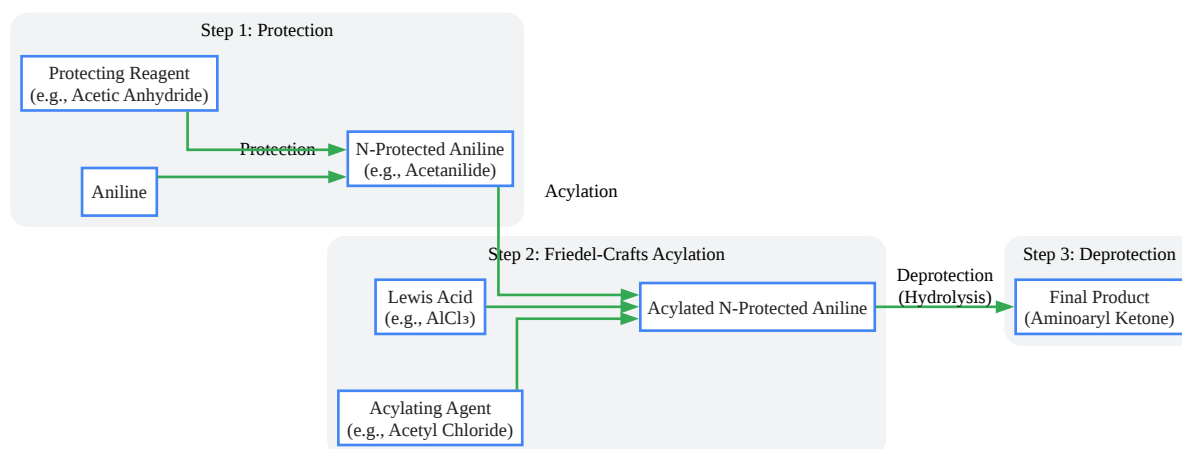 Step 1: Protection
Protecting Reagent
(e.g., Acetic Anhydride)
Protection
N-Protected Aniline
(e.g., Acetanilide)
Aniline
Acylation
Step 2: Friedel-Crafts Acylation
Lewis Acid
(e.g., AlCl₃)
Acylated N-Protected Aniline
Acylating Agent
(e.g., Acetyl Chloride)
Deprotection
(Hydrolysis)
Step 3: Deprotection
Final Product
(Aminoaryl Ketone)